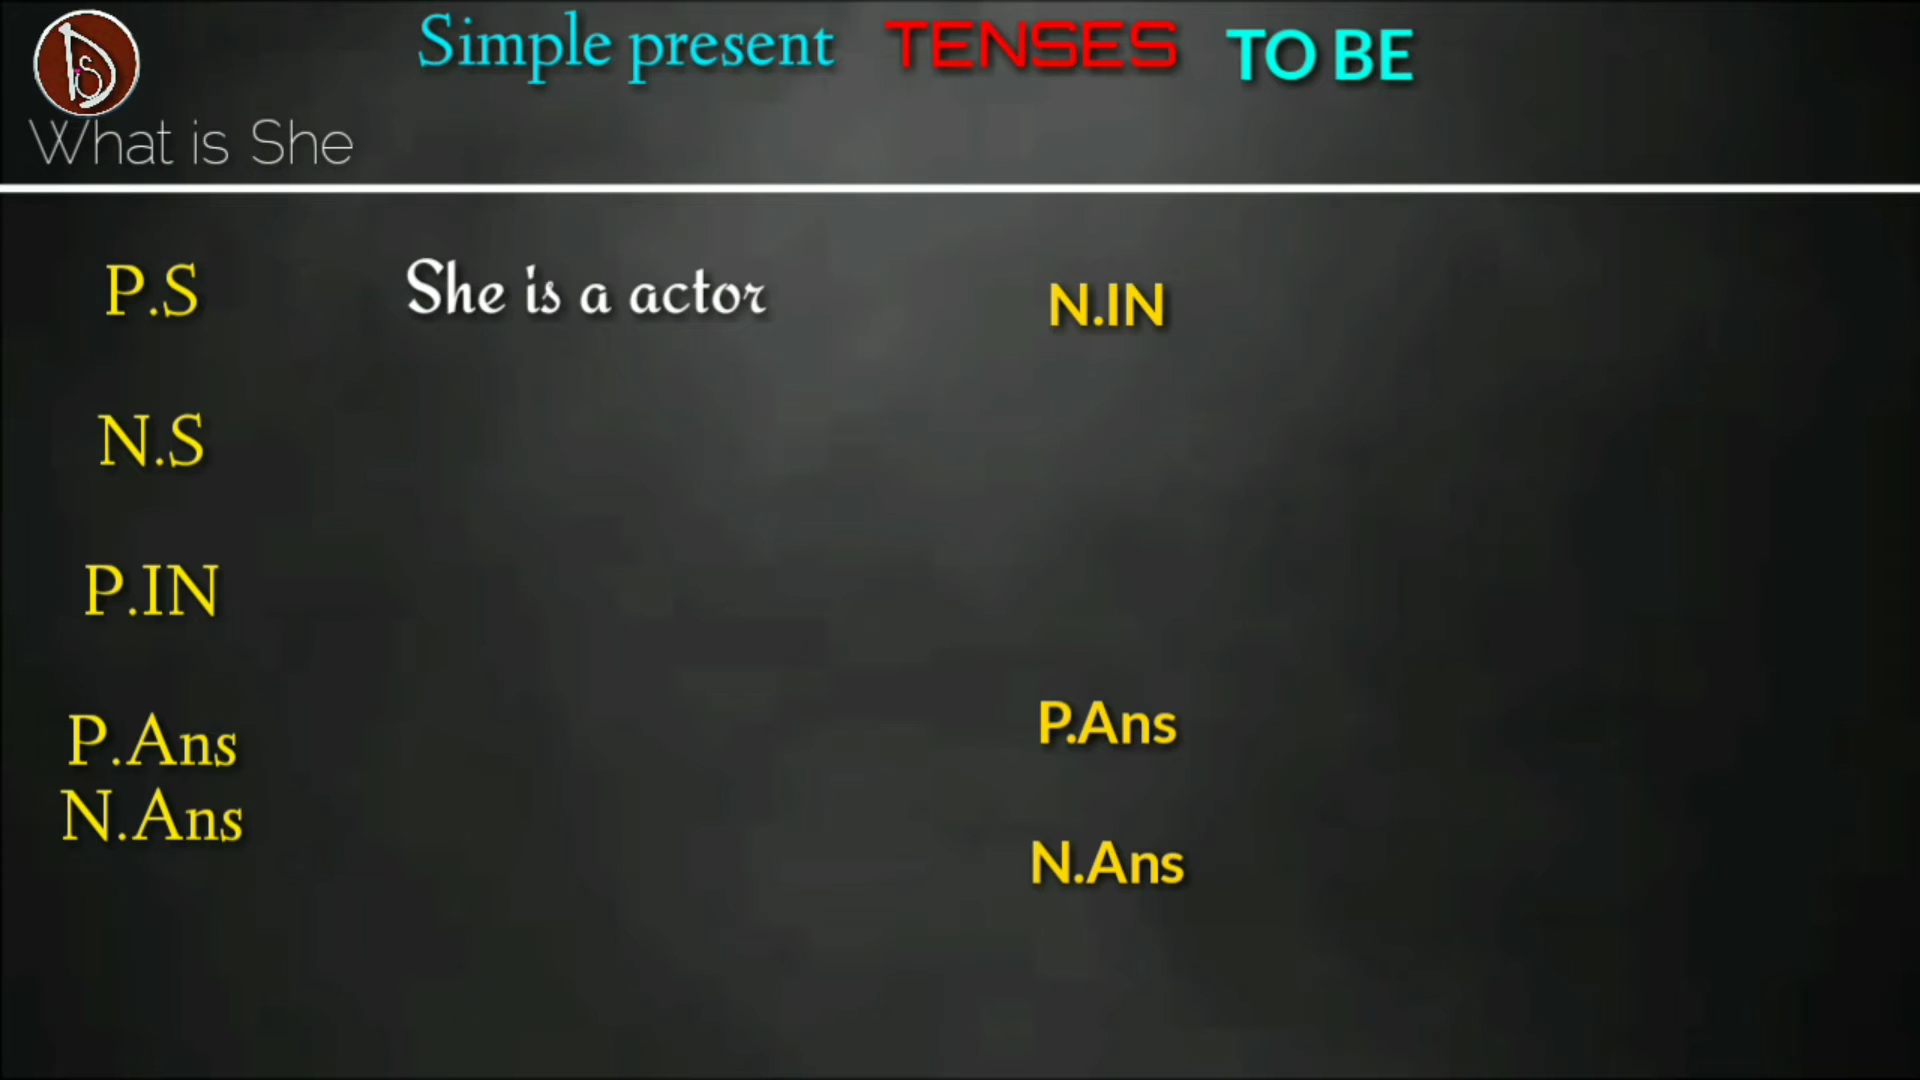 Simple present TENSES TO BE
What is She
P.S She is a actor N.IN
N.S
P.IN
P.Ans P.Ans
N.Ans N.Ans